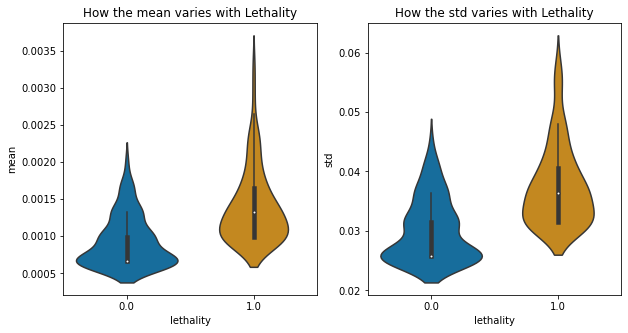 How the mean varies with Lethality
0.0035
0.0030
0.0025
0.0020
0.0015
0.0010
0.0005
mean
0.0
1.0
lethality
How the std varies with Lethality
0.06
0.05
0.04
0.03
0.02
std
0.0
1.0
lethality